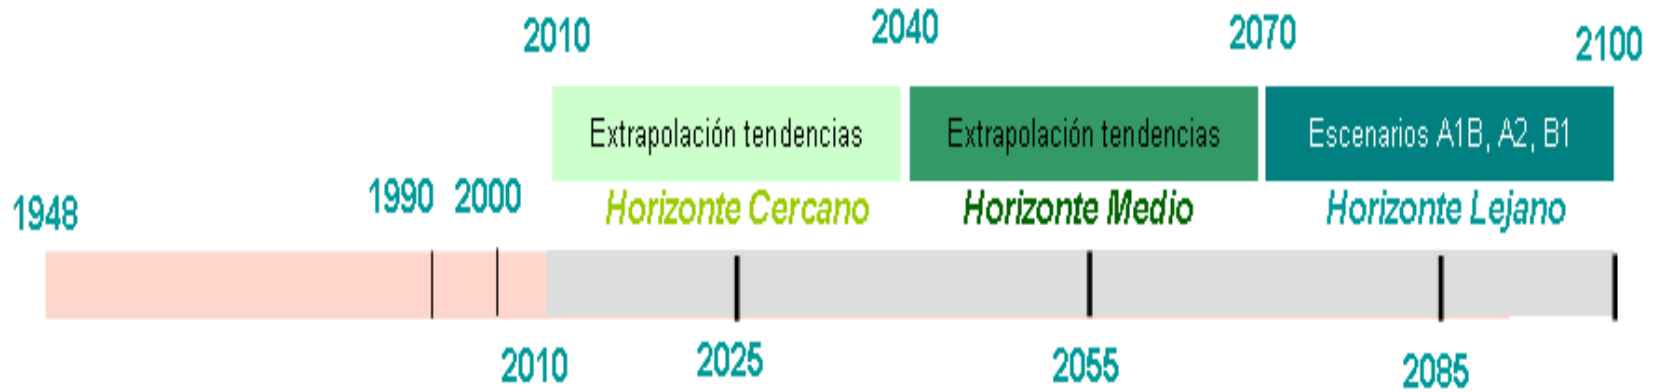 2010
2040
2070
2100
Extrapolación tendencias
Extrapolación tendencias
Escenarios A1B, A2, B1
1948
1990
2000
Horizonte Cercano
Horizonte Medio
Horizonte Lejano
2010
2025
2055
2085